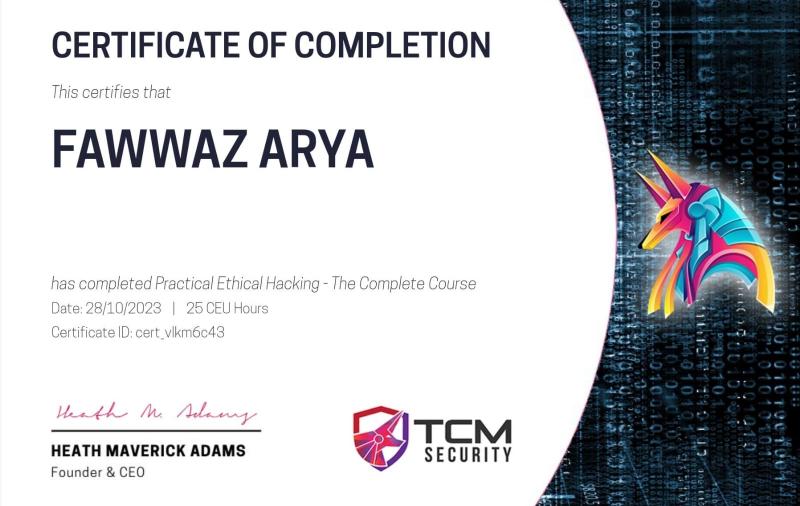 CERTIFICATE OF COMPLETION
This certifies that
FAWWAZ ARYA
has completed Practical Ethical Hacking - The Complete Course
Date: 28/10/2023 | 25 CEU Hours
Certificate ID: cert_vlkm6c43
Heath M. Adams
HEATH MAVERICK ADAMS
Founder & CEO
TCM
SECURITY